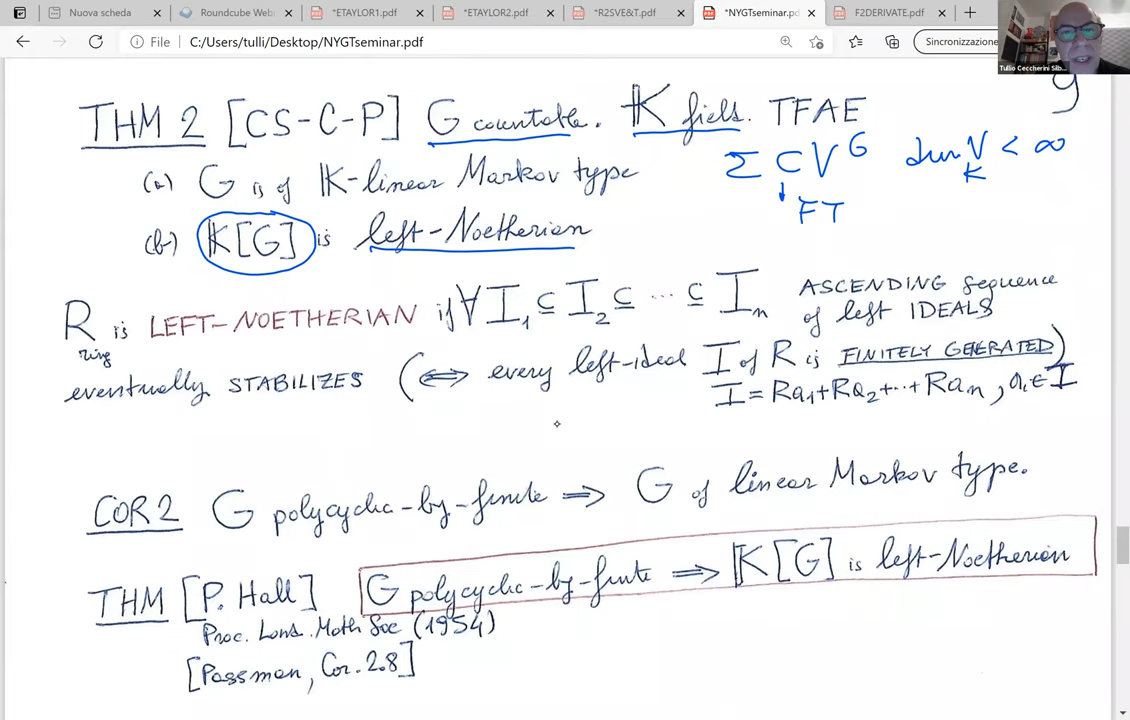 Nuova scheda
Roundcube Web
*ETAYLOR1.pdf
*ETAYLOR2.pdf
*R2SVE&T.pdf
*NYGTseminar.pd
F2DERIVATE.pdf
File C:/Users/tulli/Desktop/NYGTseminar.pdf
Sincronizzazione
Tullio Ceccherini Silb...
9
THM 2 [CS-C-P] G countable. K field. TFAE
Σ ⊂ V^G dim_K V < ∞
↓
FT
(a) G is of K-linear Markov type
(b) K[G] is left-Noetherian
R is LEFT-NOETHERIAN if ∀ I₁ ⊆ I₂ ⊆ ... ⊆ Iₙ ASCENDING sequence of left IDEALS
ring
eventually STABILIZES (⟺ every left-ideal I of R is FINITELY GENERATED)
I = Ra₁+Ra₂+...+Raₙ, aᵢ ∈ I
COR 2 G polycyclic-by-finite ⟹ G of linear Markov type.
THM [P. Hall] G polycyclic-by-finite ⟹ K[G] is left-Noetherian
Proc. Lond. Math Soc (1954)
[Passman, Cor. 2.8]